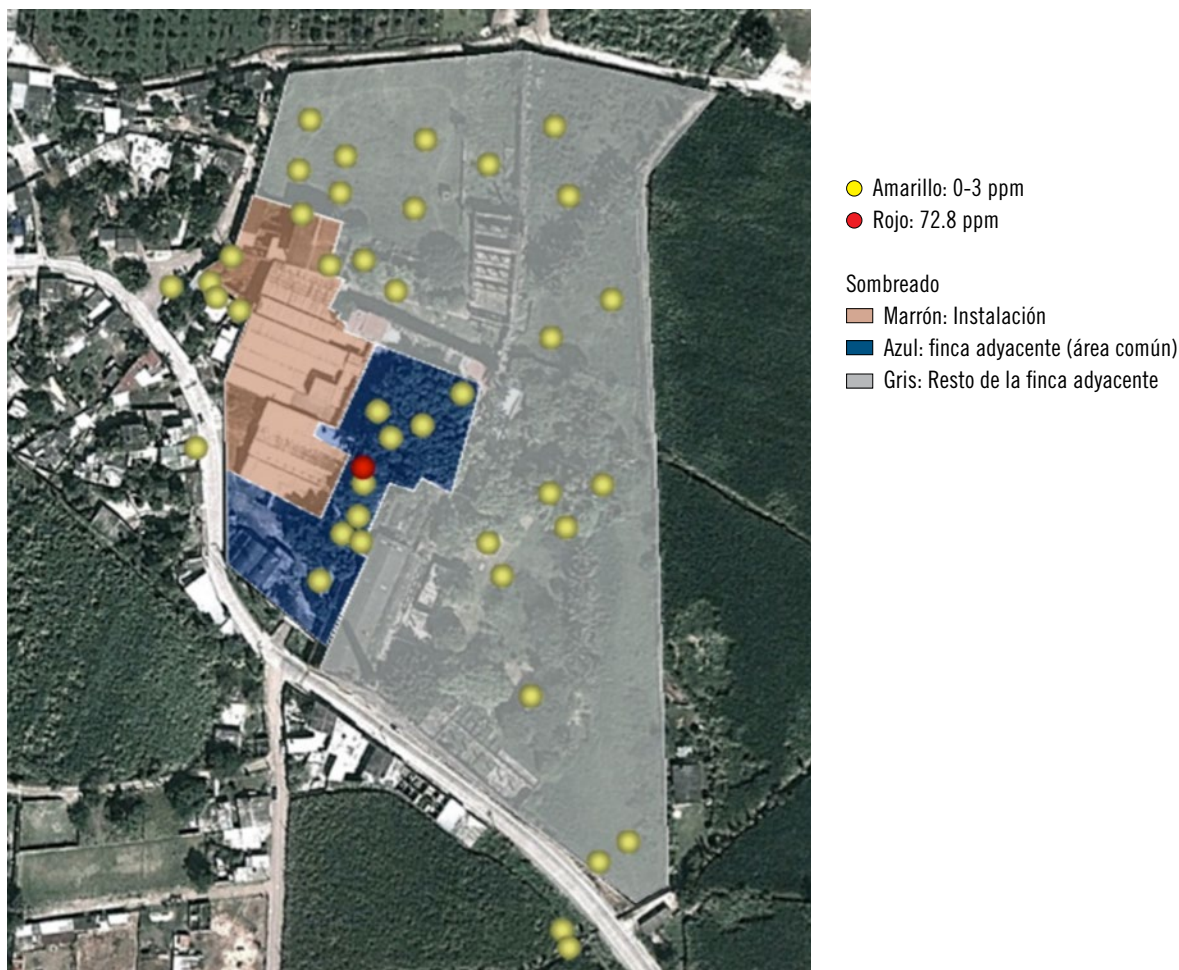 Amarillo: 0-3 ppm
Rojo: 72.8 ppm
Sombreado
Marrón: Instalación
Azul: finca adyacente (área común)
Gris: Resto de la finca adyacente